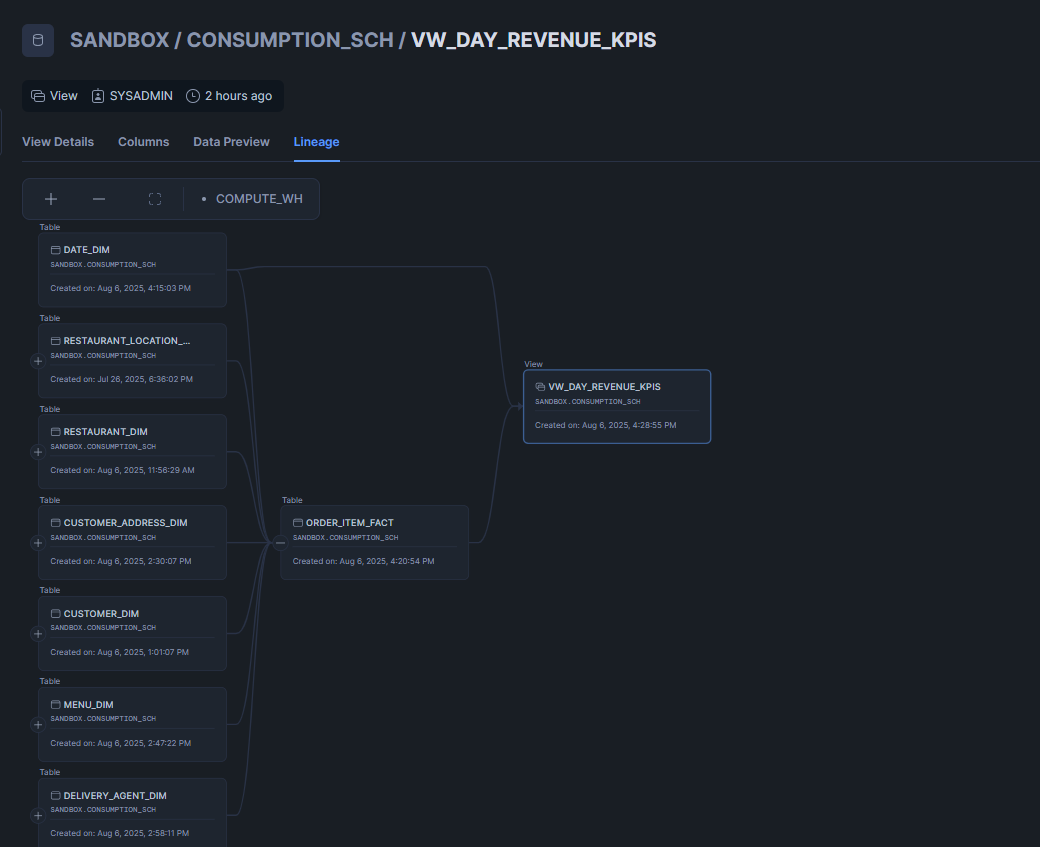 SANDBOX / CONSUMPTION_SCH / VW_DAY_REVENUE_KPIS
View SYSADMIN 2 hours ago
View Details Columns Data Preview Lineage
COMPUTE_WH
Table
DATE_DIM
SANDBOX.CONSUMPTION_SCH
Created on: Aug 6, 2025, 4:15:03 PM
Table
RESTAURANT_LOCATION_...
SANDBOX.CONSUMPTION_SCH
Created on: Jul 26, 2025, 6:36:02 PM
Table
RESTAURANT_DIM
SANDBOX.CONSUMPTION_SCH
Created on: Aug 6, 2025, 11:56:29 AM
Table
CUSTOMER_ADDRESS_DIM
SANDBOX.CONSUMPTION_SCH
Created on: Aug 6, 2025, 2:30:07 PM
Table
CUSTOMER_DIM
SANDBOX.CONSUMPTION_SCH
Created on: Aug 6, 2025, 1:01:07 PM
Table
MENU_DIM
SANDBOX.CONSUMPTION_SCH
Created on: Aug 6, 2025, 2:47:22 PM
Table
DELIVERY_AGENT_DIM
SANDBOX.CONSUMPTION_SCH
Created on: Aug 6, 2025, 2:58:11 PM
Table
ORDER_ITEM_FACT
SANDBOX.CONSUMPTION_SCH
Created on: Aug 6, 2025, 4:20:54 PM
View
VW_DAY_REVENUE_KPIS
SANDBOX.CONSUMPTION_SCH
Created on: Aug 6, 2025, 4:28:55 PM